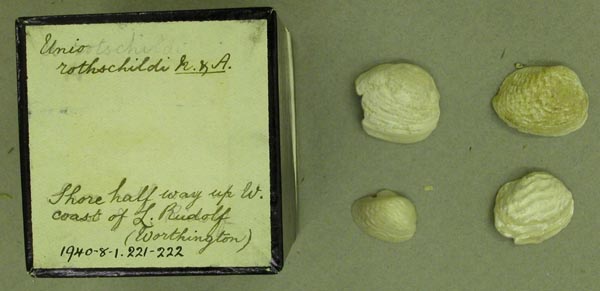 Unio
rothschildi N. & A.
Shore half way up W.
coast of L. Rudolf
(Worthington)
1940-8-1.221-222